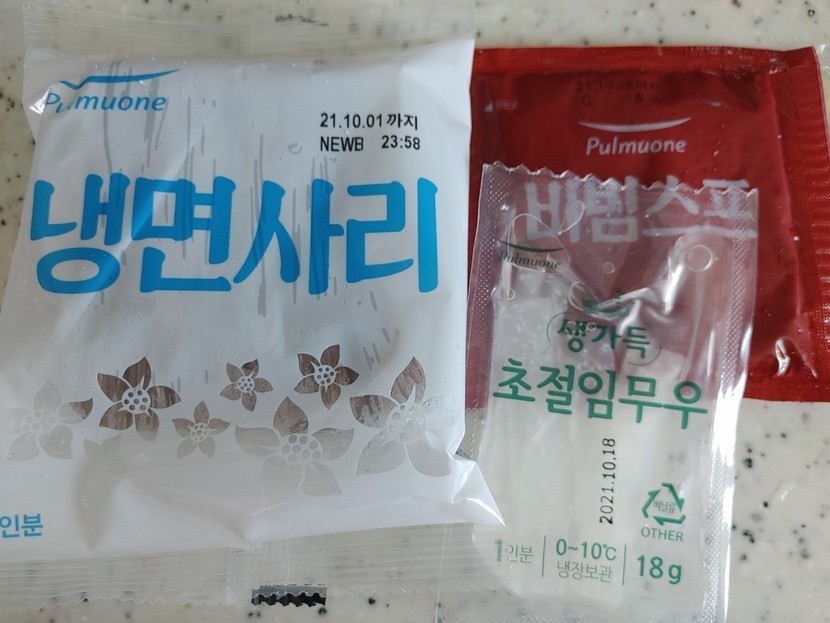 Pulmuone
21.10.01 까지
NEWB 23:58
냉면사리
인분
Pulmuone
비빔스프
Pulmuone
생가득
초절임무우
2021.10.18
비닐류
OTHER
1인분
0~10℃
냉장보관
18g